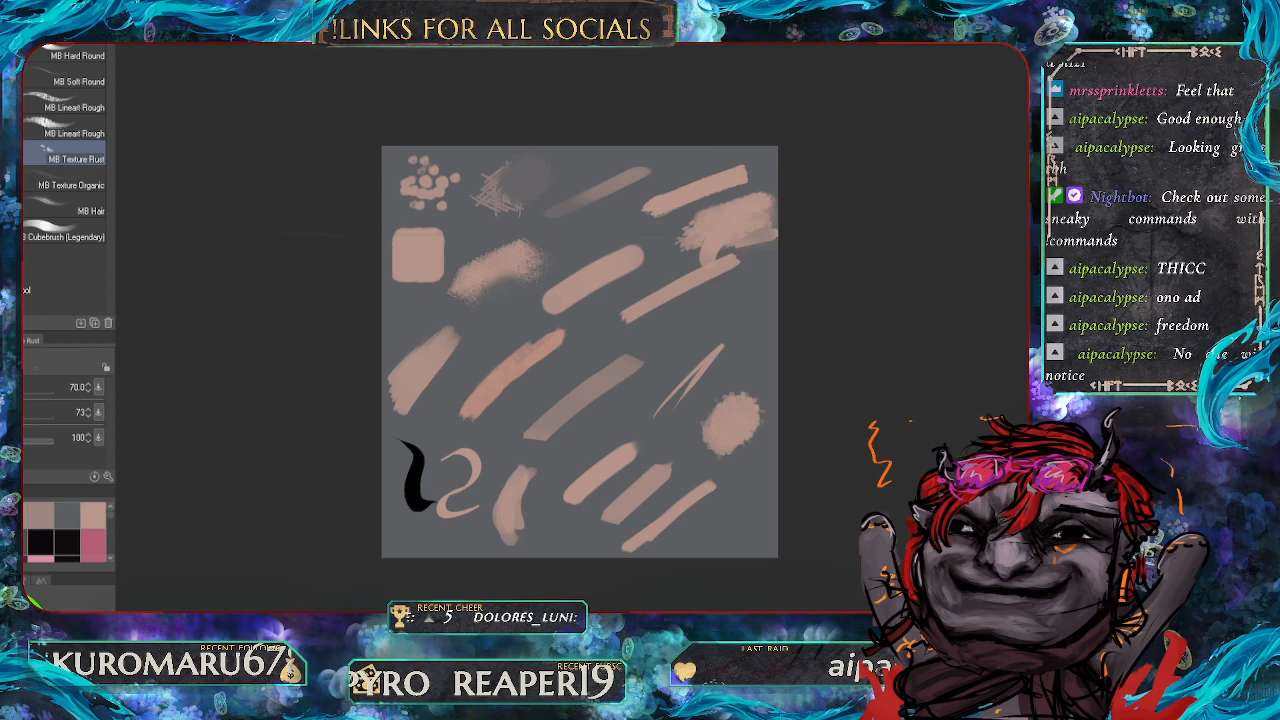 !LINKS FOR ALL SOCIALS
MB Hard Round
MB Soft Round
MB Lineart Rough
MB Lineart Rough
MB Texture Rust
MB Texture Organic
MB Hair
Cubebrush (Legendary)
Rust
70.0
73
100
mrssprinkletts: Feel that
aipacalypse: Good enough
aipacalypse: Looking
Nightbot: Check out some
sneaky commands with
!commands
aipacalypse: THICC
aipacalypse: ono ad
aipacalypse: freedom
aipacalypse: No
notice
RECENT CHEER
5 DOLORES_LUNI:
KUROMARU67
RECENT SUBSC
PYRO REAPER19
LAST RAID
aipa